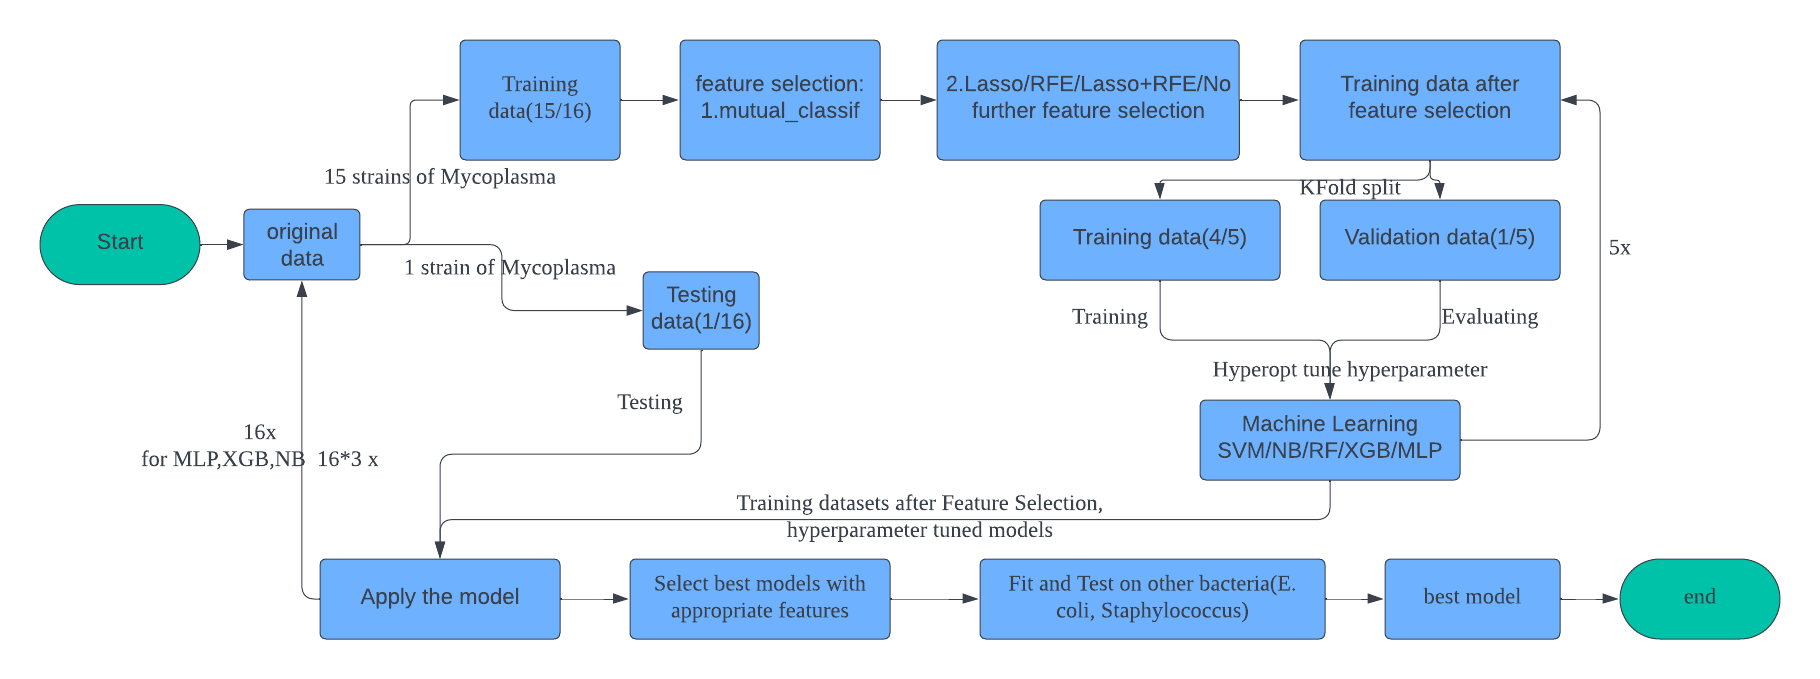 Training
data(15/16)
feature selection:
1.mutual_classif
2.Lasso/RFE/Lasso+RFE/No
further feature selection
Training data after
feature selection
15 strains of Mycoplasma
KFold split
Start
original
data
1 strain of Mycoplasma
Testing
data(1/16)
Training data(4/5)
Validation data(1/5)
5x
Training
Evaluating
Hyperopt tune hyperparameter
Testing
Machine Learning
SVM/NB/RF/XGB/MLP
16x
for MLP,XGB,NB  16*3 x
Training datasets after Feature Selection,
hyperparameter tuned models
Apply the model
Select best models with
appropriate features
Fit and Test on other bacteria(E.
coli, Staphylococcus)
best model
end